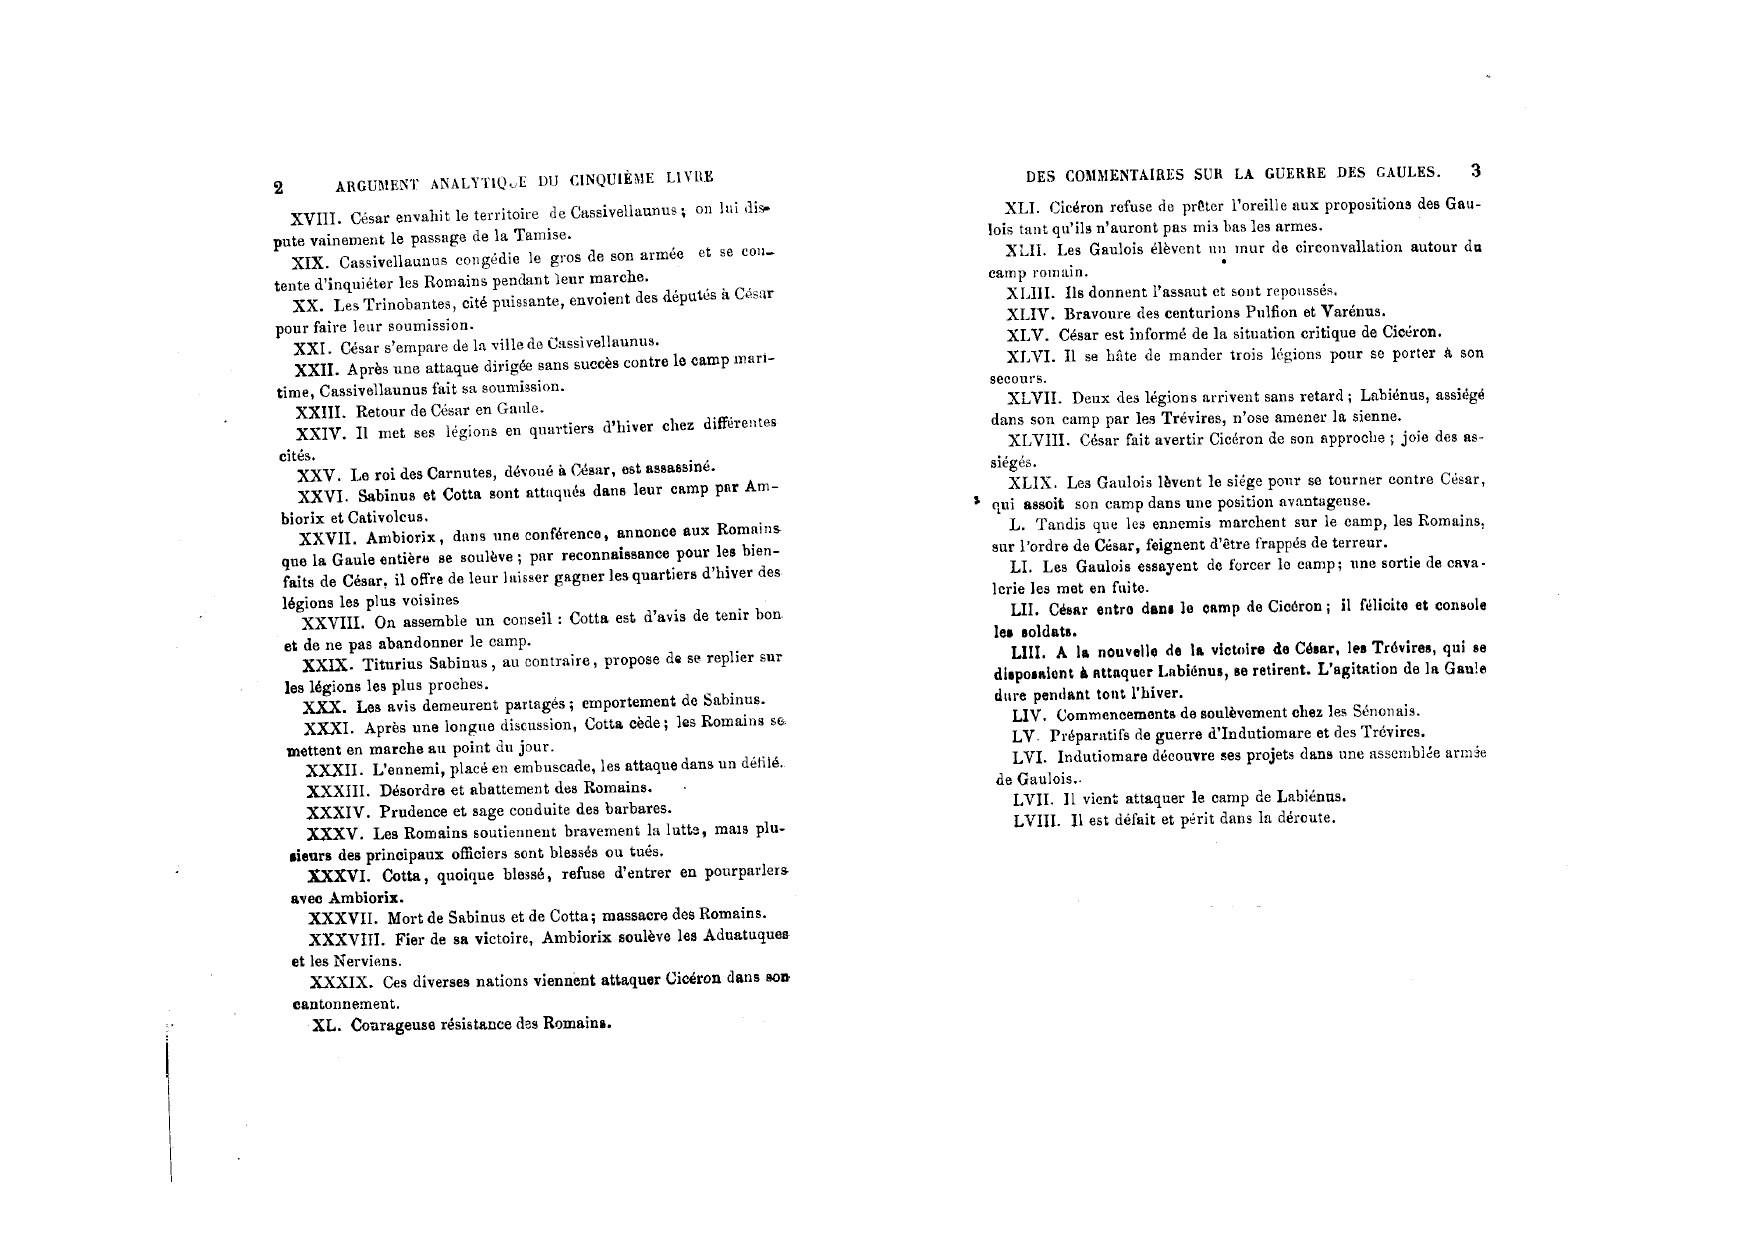 2 ARGUMENT ANALYTIQUE DU CINQUIÈME LIVRE
XVIII. César envahit le territoire de Cassivellaunus; on lui dis-
pute vainement le passage de la Tamise.
XIX. Cassivellaunus congédie le gros de son armée et se con-
tente d'inquiéter les Romains pendant leur marche.
XX. Les Trinobantes, cité puissante, envoient des députés à César
pour faire leur soumission.
XXI. César s'empare de la ville de Cassivellaunus.
XXII. Après une attaque dirigée sans succès contre le camp mari-
time, Cassivellaunus fait sa soumission.
XXIII. Retour de César en Gaule.
XXIV. Il met ses légions en quartiers d'hiver chez différentes
cités.
XXV. Le roi des Carnutes, dévoué à César, est assassiné.
XXVI. Sabinus et Cotta sont attaqués dans leur camp par Am-
biorix et Cativolcus.
XXVII. Ambiorix, dans une conférence, annonce aux Romains
que la Gaule entière se soulève; par reconnaissance pour les bien-
faits de César, il offre de leur laisser gagner les quartiers d'hiver des
légions les plus voisines
XXVIII. On assemble un conseil : Cotta est d'avis de tenir bon
et de ne pas abandonner le camp.
XXIX. Titurius Sabinus, au contraire, propose de se replier sur
les légions les plus proches.
XXX. Les avis demeurent partagés; emportement de Sabinus.
XXXI. Après une longue discussion, Cotta cède; les Romains se
mettent en marche au point du jour.
XXXII. L'ennemi, placé en embuscade, les attaque dans un défilé.
XXXIII. Désordre et abattement des Romains.
XXXIV. Prudence et sage conduite des barbares.
XXXV. Les Romains soutiennent bravement la lutte, mais plu-
sieurs des principaux officiers sont blessés ou tués.
XXXVI. Cotta, quoique blessé, refuse d'entrer en pourparlers
avec Ambiorix.
XXXVII. Mort de Sabinus et de Cotta; massacre des Romains.
XXXVIII. Fier de sa victoire, Ambiorix soulève les Aduatuques
et les Nerviens.
XXXIX. Ces diverses nations viennent attaquer Cicéron dans son
cantonnement.
XL. Courageuse résistance des Romains.
DES COMMENTAIRES SUR LA GUERRE DES GAULES. 3
XLI. Cicéron refuse de prêter l'oreille aux propositions des Gau-
lois tant qu'ils n'auront pas mis bas les armes.
XLII. Les Gaulois élèvent un mur de circonvallation autour du
camp romain.
XLIII. Ils donnent l'assaut et sont repoussés.
XLIV. Bravoure des centurions Pulfion et Varénus.
XLV. César est informé de la situation critique de Cicéron.
XLVI. Il se hâte de mander trois légions pour se porter à son
secours.
XLVII. Deux des légions arrivent sans retard; Labiénus, assiégé
dans son camp par les Trévires, n'ose amener la sienne.
XLVIII. César fait avertir Cicéron de son approche; joie des as-
siégés.
XLIX. Les Gaulois lèvent le siége pour se tourner contre César,
qui assoit son camp dans une position avantageuse.
L. Tandis que les ennemis marchent sur le camp, les Romains,
sur l'ordre de César, feignent d'être frappés de terreur.
LI. Les Gaulois essayent de forcer le camp; une sortie de cava-
lerie les met en fuite.
LII. César entre dans le camp de Cicéron; il félicite et console
les soldats.
LIII. A la nouvelle de la victoire de César, les Trévires, qui se
disposaient à attaquer Labiénus, se retirent. L'agitation de la Gaule
dure pendant tout l'hiver.
LIV. Commencements de soulèvement chez les Sénonais.
LV. Préparatifs de guerre d'Indutiomare et des Trévires.
LVI. Indutiomare découvre ses projets dans une assemblée armée
de Gaulois.
LVII. Il vient attaquer le camp de Labiénus.
LVIII. Il est défait et périt dans la déroute.